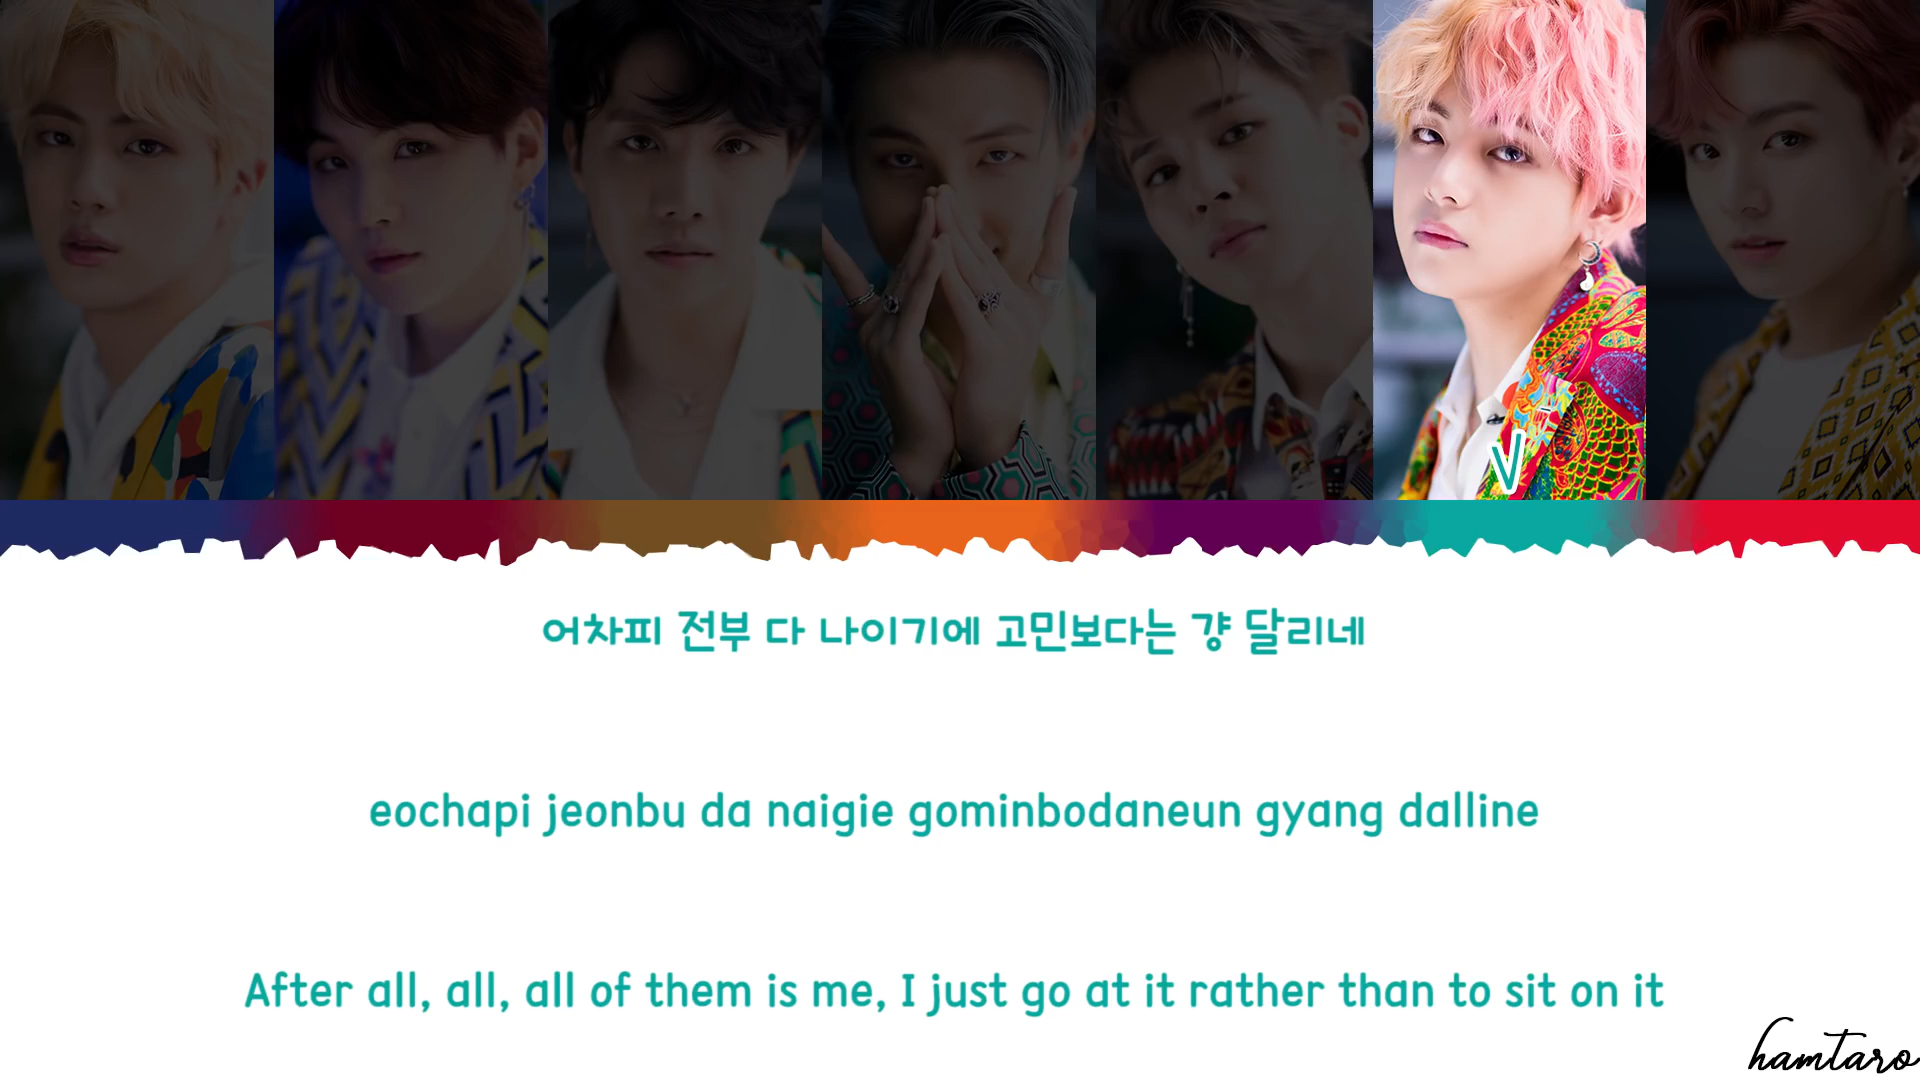 V
어차피 전부 다 나이기에 고민보다는 걍 달리네
eochapi jeonbu da naigie gominbodaneun gyang dalline
After all, all, all of them is me, I just go at it rather than to sit on it
hamtaro